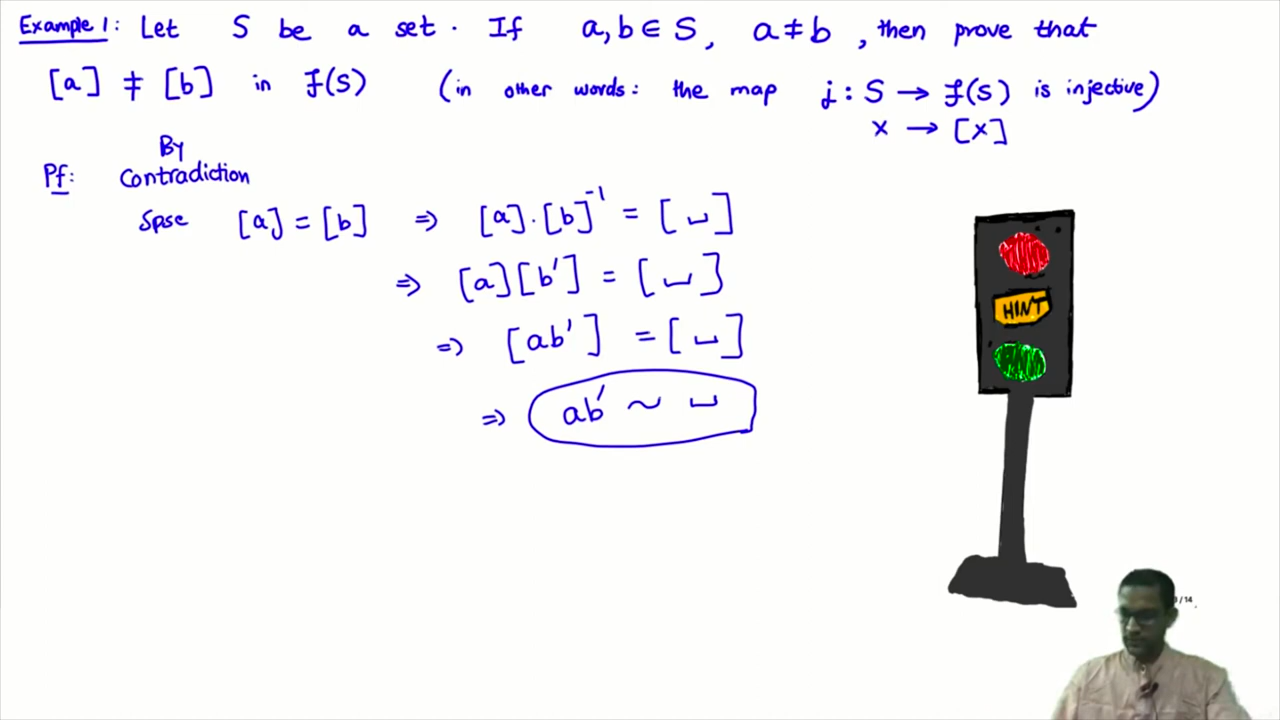 Example 1: Let S be a set. If a, b ∈ S, a ≠ b, then prove that
[a] ≠ [b] in F(S) (in other words: the map j: S → F(S) is injective)
x → [x]
By
Pf: Contradiction
Spse [a] = [b] ⇒ [a]·[b]⁻¹ = [␣]
⇒ [a][b'] = [␣]
⇒ [ab'] = [␣]
⇒ ab' ~ ␣
HINT
/14